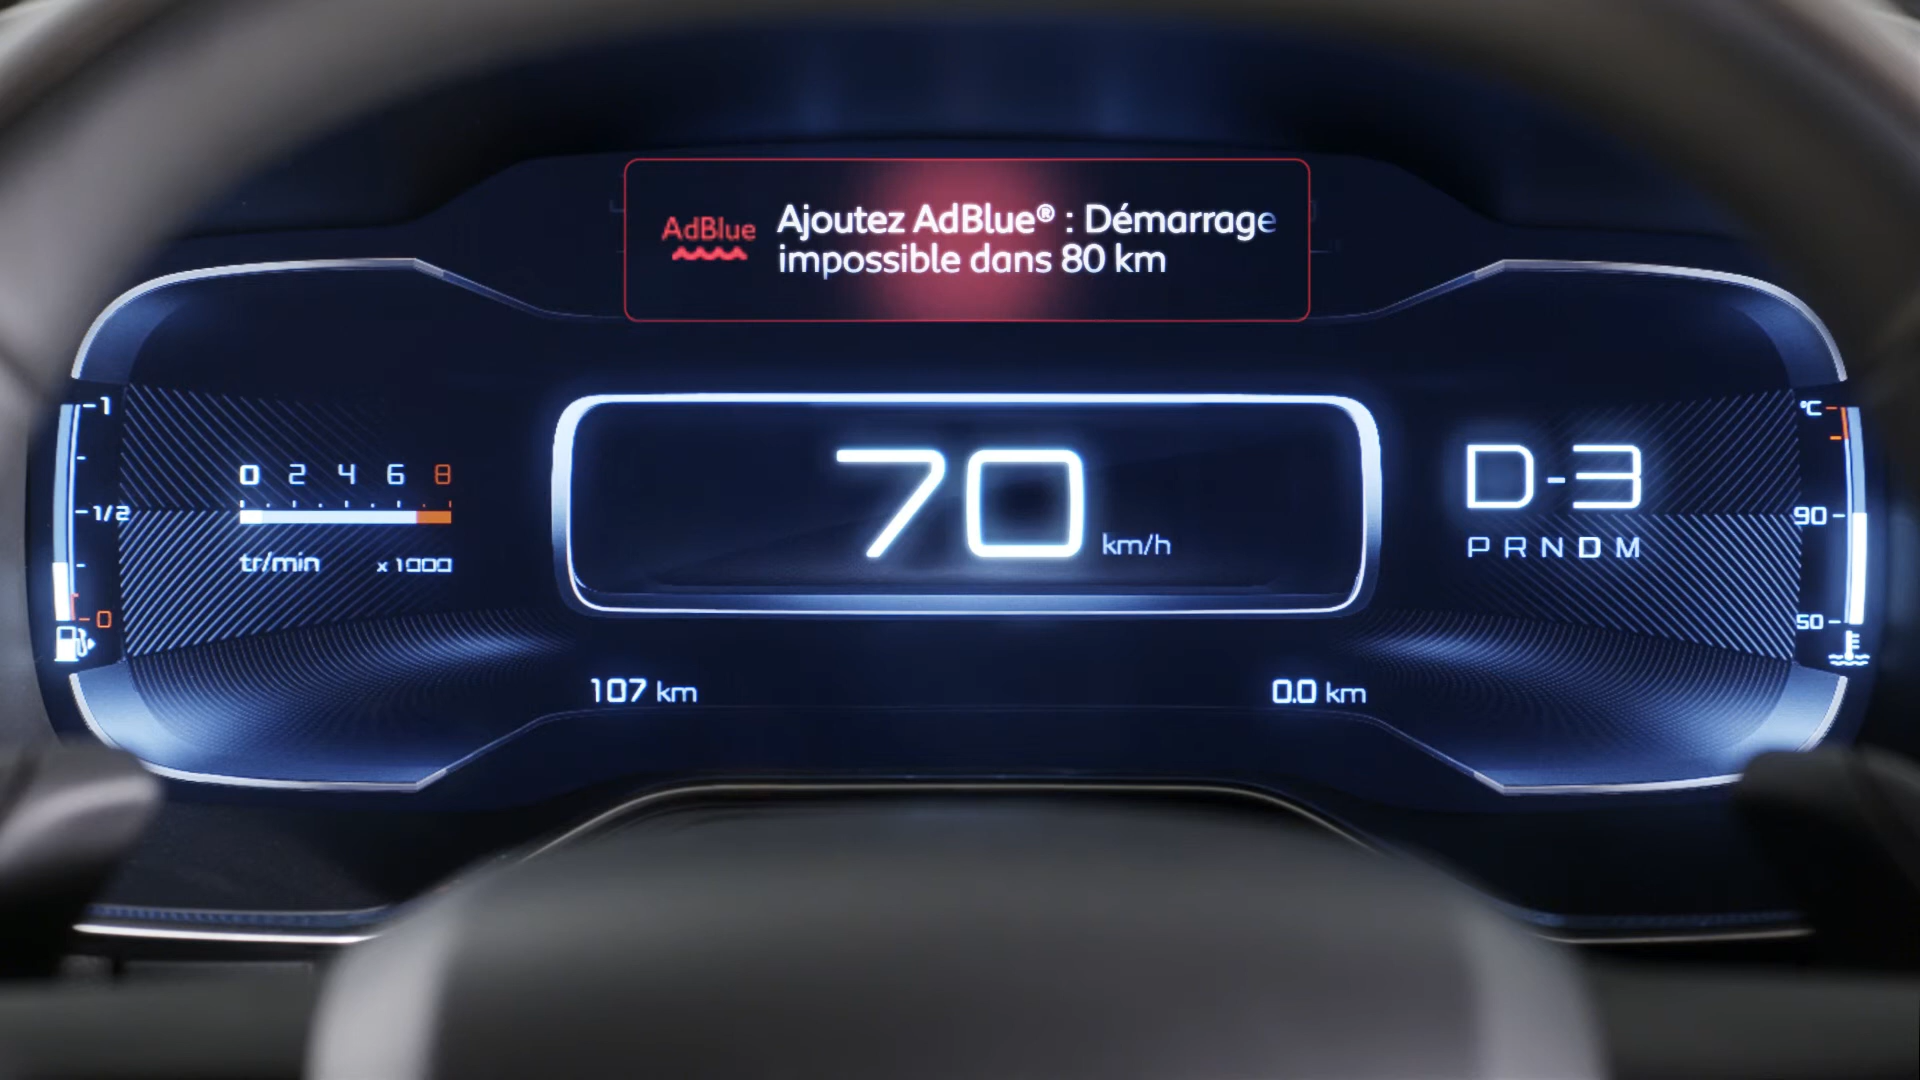 AdBlue
Ajoutez AdBlue® : Démarrage
impossible dans 80 km
1
1/2
0
0 2 4 6 8
tr/min x 1000
70 km/h
D-3
P R N D M
°C
90
50
107 km
0.0 km